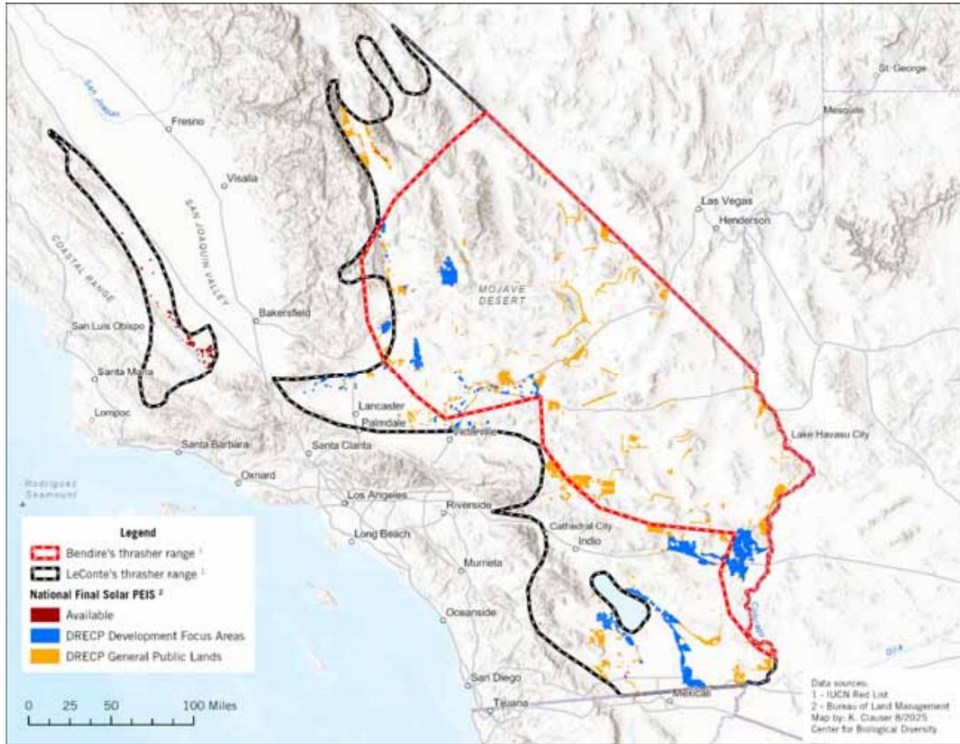 St. George
San Joaquin
Mesquite
Fresno
Visalia
Las Vegas
Henderson
SAN JOAQUIN VALLEY
COASTAL RANGE
MOJAVE
DESERT
Bakersfield
San Luis Obispo
Santa Maria
Lancaster
Lompoc
Palmdale
Victorville
Lake Havasu City
Santa Barbara
Santa Clarita
Oxnard
Rodriguez
Seamount
Los Angeles
Riverside
Long Beach
Cathedral City
Indio
Murrieta
Oceanside
Colorado
Gila
San Diego
Tijuana
Mexicali
Legend
Bendire's thrasher range 1
LeConte's thrasher range 1
National Final Solar PEIS 2
Available
DRECP Development Focus Areas
DRECP General Public Lands
0 25 50 100 Miles
Data sources:
1 - IUCN Red List
2 - Bureau of Land Management
Map by: K. Clauser 8/2025
Center for Biological Diversity